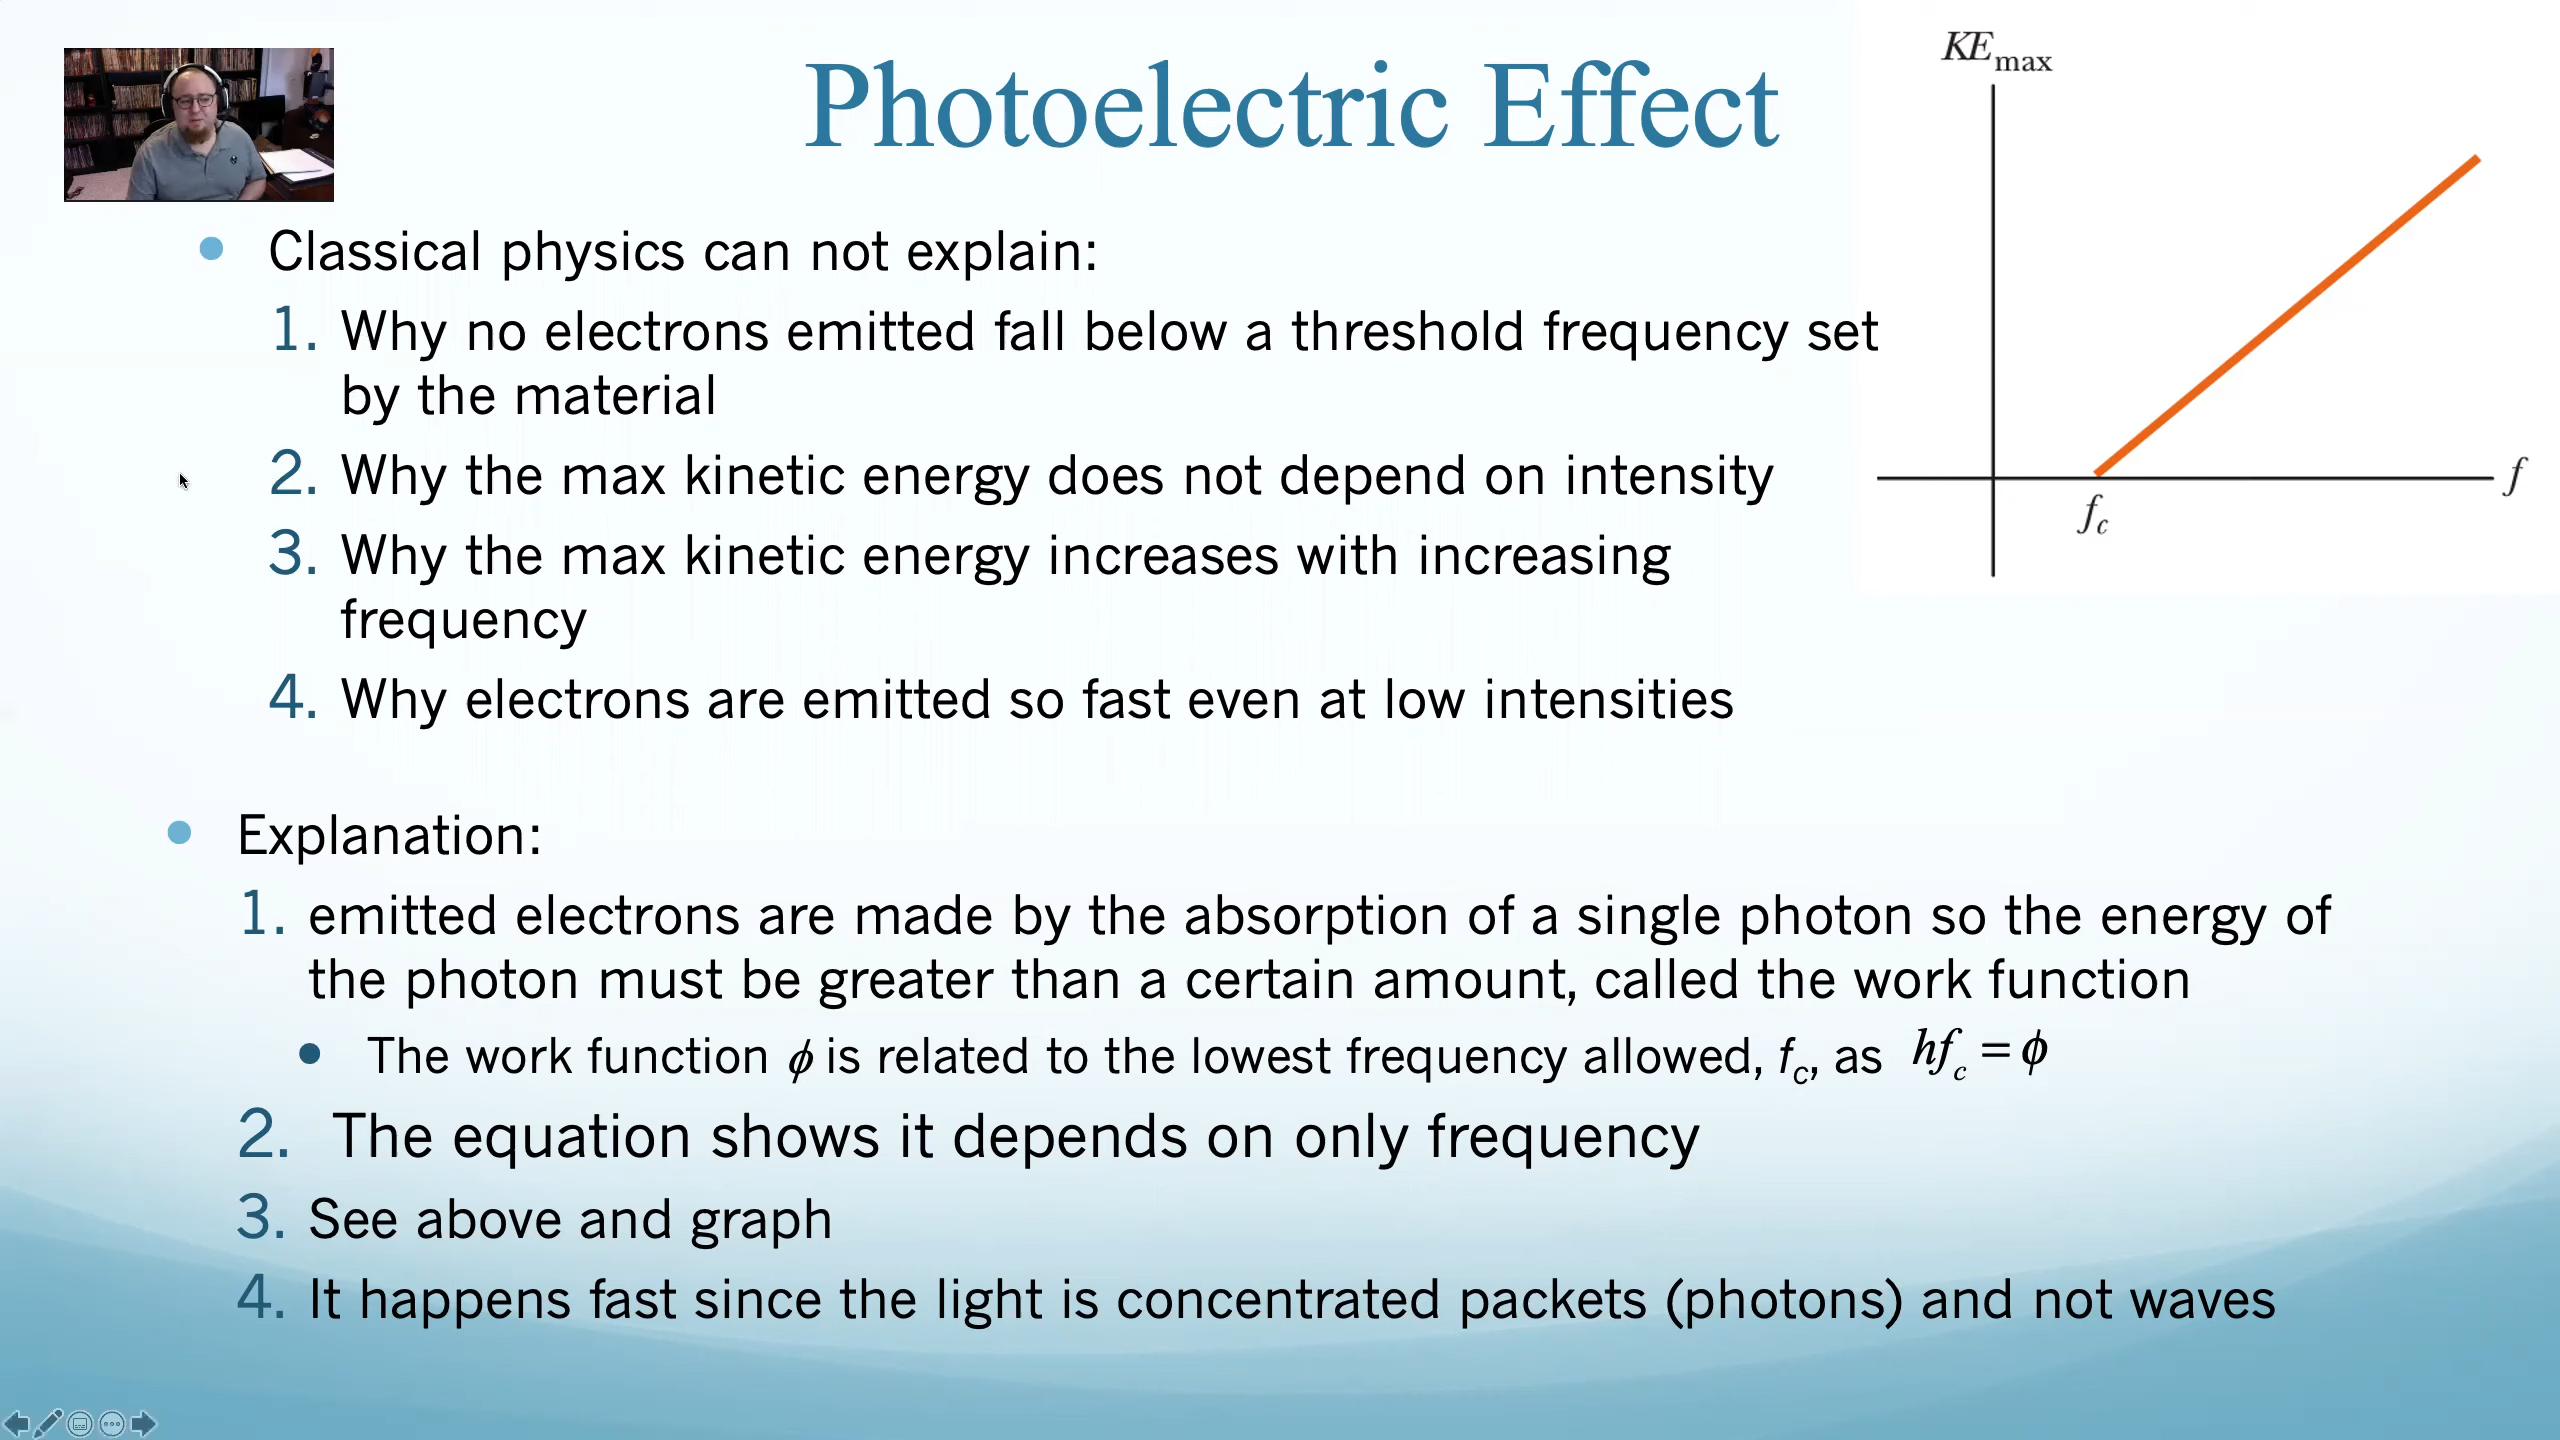 Photoelectric Effect
• Classical physics can not explain:
1. Why no electrons emitted fall below a threshold frequency set
by the material
2. Why the max kinetic energy does not depend on intensity
3. Why the max kinetic energy increases with increasing
frequency
4. Why electrons are emitted so fast even at low intensities
KEmax
f
fc
• Explanation:
1. emitted electrons are made by the absorption of a single photon so the energy of
the photon must be greater than a certain amount, called the work function
• The work function ϕ is related to the lowest frequency allowed, fc, as hfc = ϕ
2. The equation shows it depends on only frequency
3. See above and graph
4. It happens fast since the light is concentrated packets (photons) and not waves